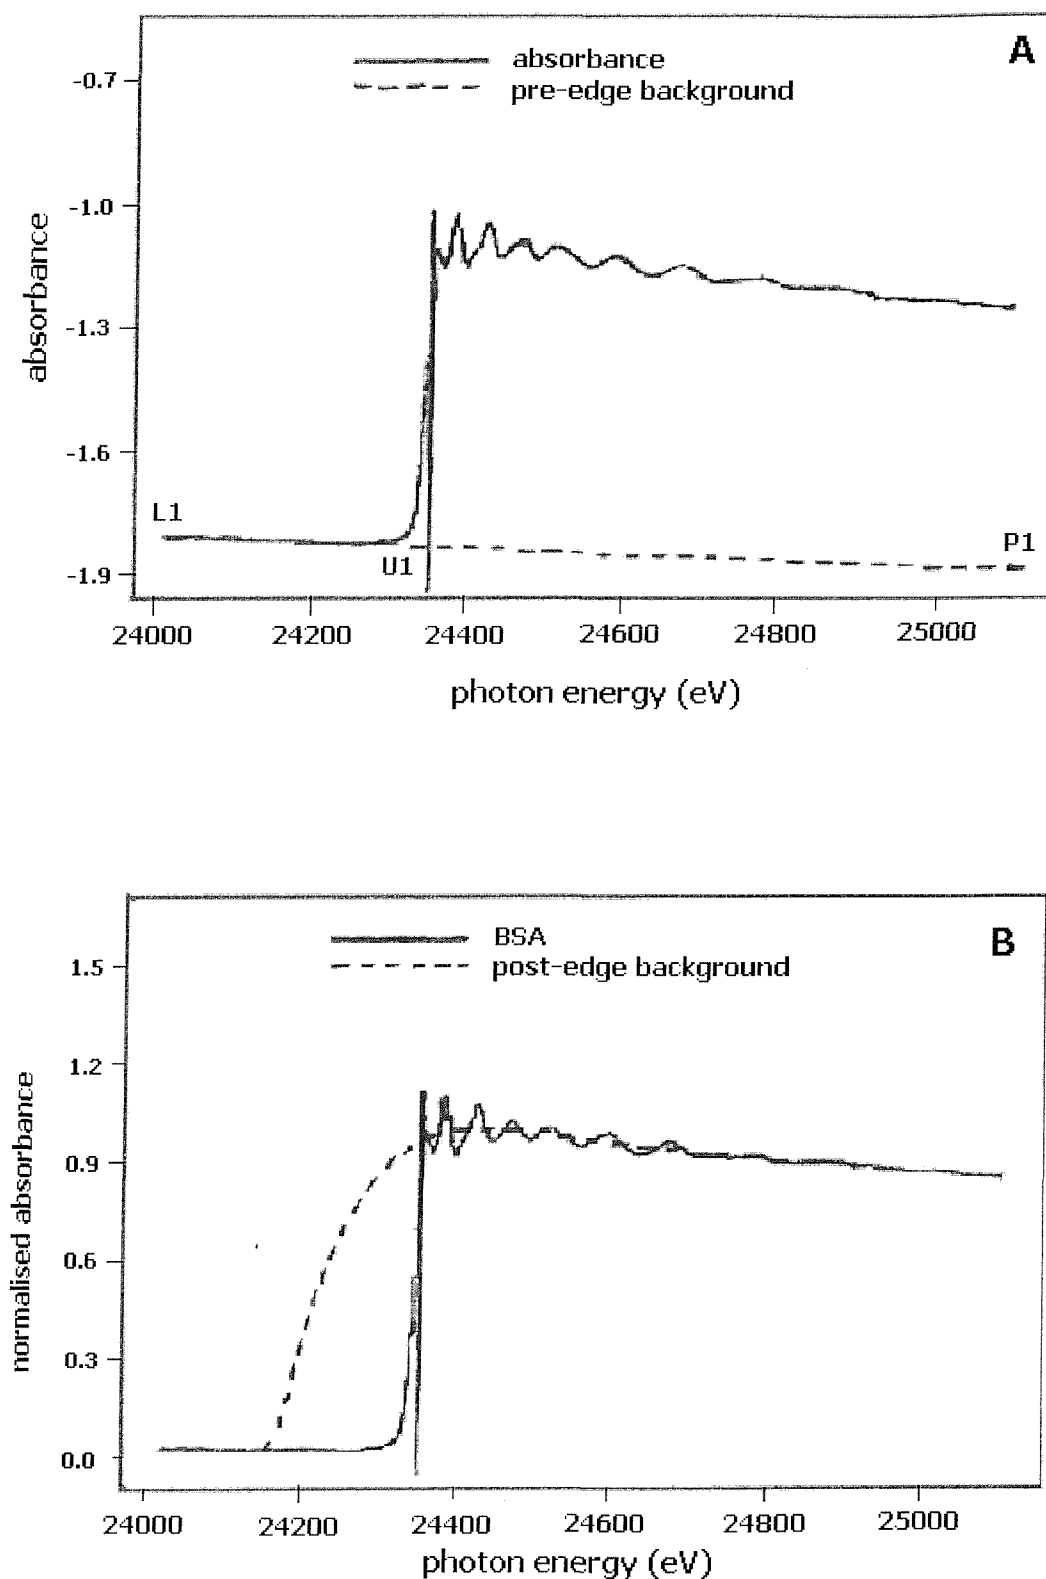 A
absorbance
pre-edge background
-0.7
-1.0
-1.3
-1.6
-1.9
absorbance
L1
U1
P1
24000 24200 24400 24600 24800 25000
photon energy (eV)
B
BSA
post-edge background
1.5
1.2
0.9
0.6
0.3
0.0
normalised absorbance
24000 24200 24400 24600 24800 25000
photon energy (eV)